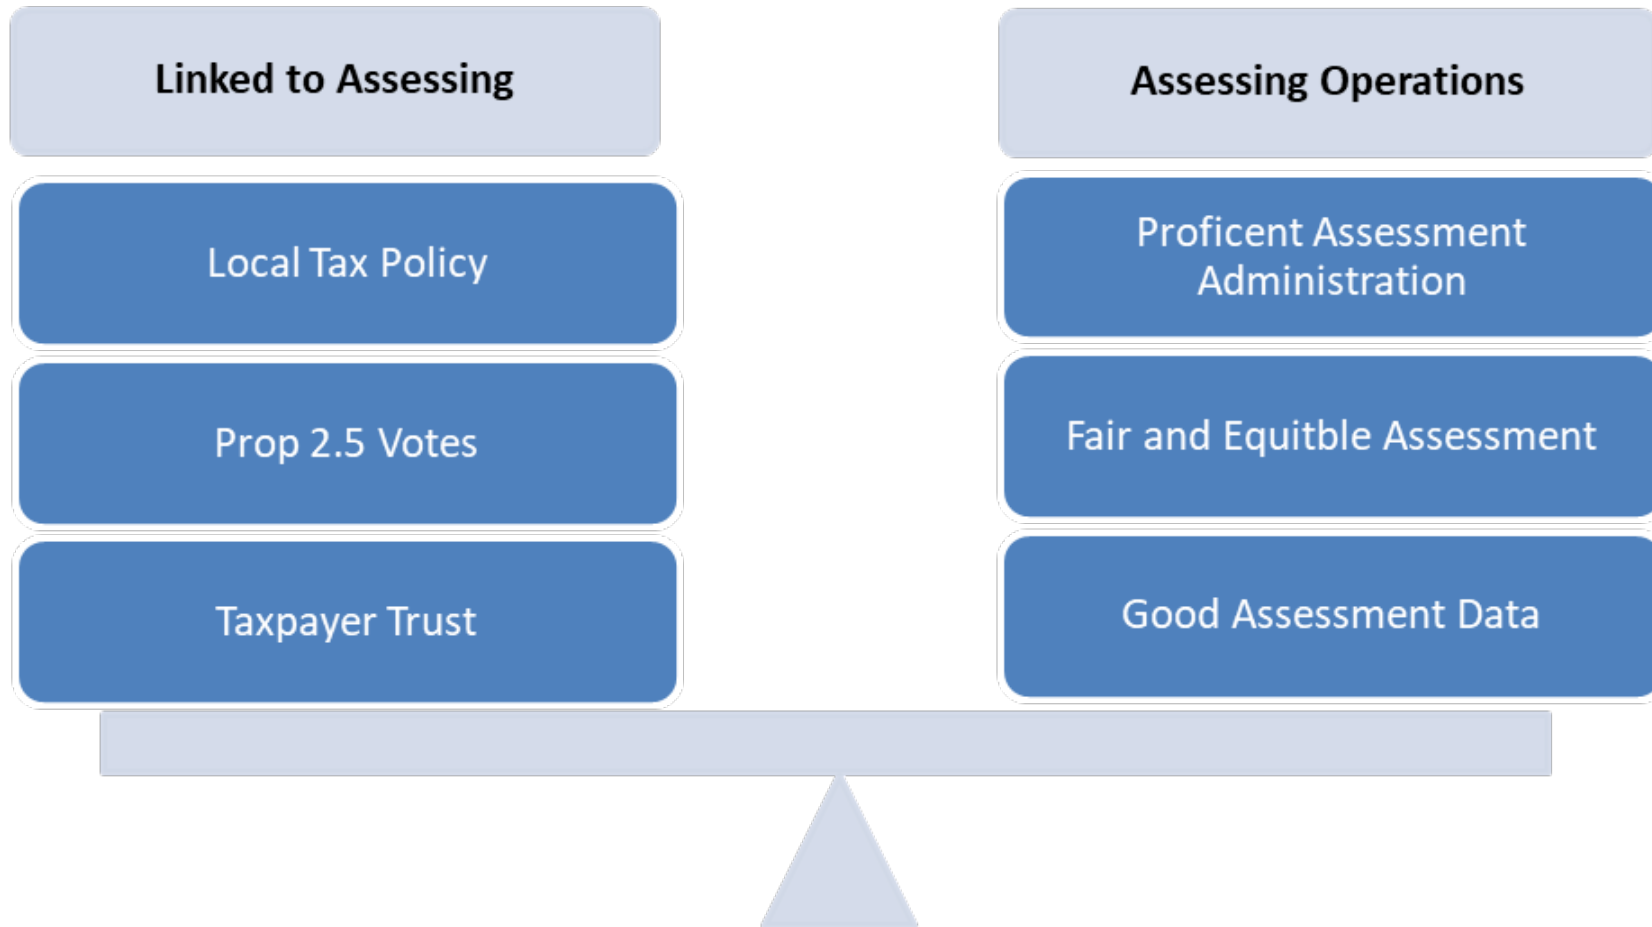 Linked to Assessing
Local Tax Policy
Prop 2.5 Votes
Taxpayer Trust
Assessing Operations
Proficent Assessment
Administration
Fair and Equitble Assessment
Good Assessment Data